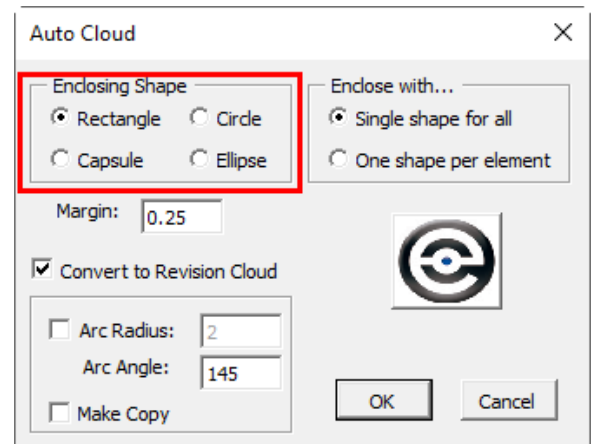 Auto Cloud
Enclosing Shape
Rectangle Circle
Capsule Ellipse
Enclose with...
Single shape for all
One shape per element
Margin: 0.25
Convert to Revision Cloud
Arc Radius: 2
Arc Angle: 145
Make Copy
OK Cancel